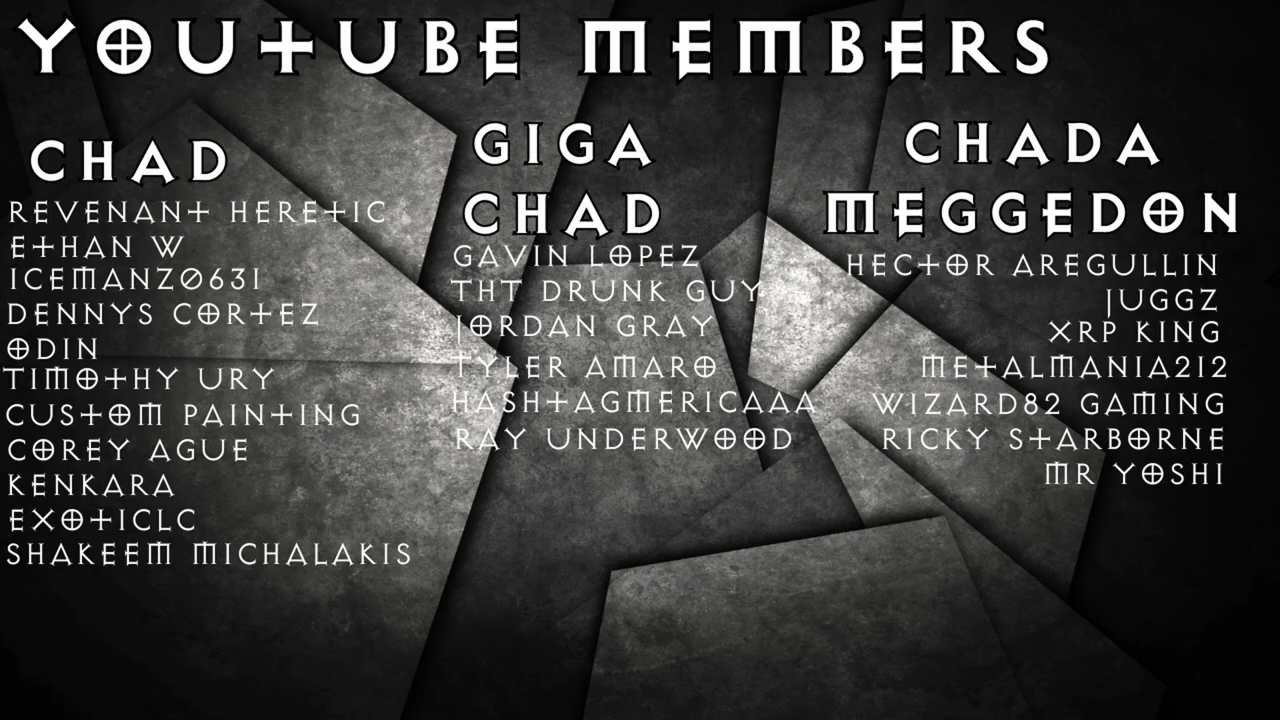 YOUTUBE MEMBERS
CHAD
REVENANT HERETIC
ETHAN W
ICEMANZ0631
DENNYS CORTEZ
ODIN
TIMOTHY URY
CUSTOM PAINTING
COREY AGUE
KENKARA
EXOTICLC
SHAKEEM MICHALAKIS
GIGA
CHAD
GAVIN LOPEZ
THT DRUNK GUY
JORDAN GRAY
TYLER AMARO
HASHTAGMERICAAA
RAY UNDERWOOD
CHADA
MEGGEDON
HECTOR AREGULLIN
JUGGZ
XRP KING
METALMANIA212
WIZARD82 GAMING
RICKY STARBORNE
MR YOSHI